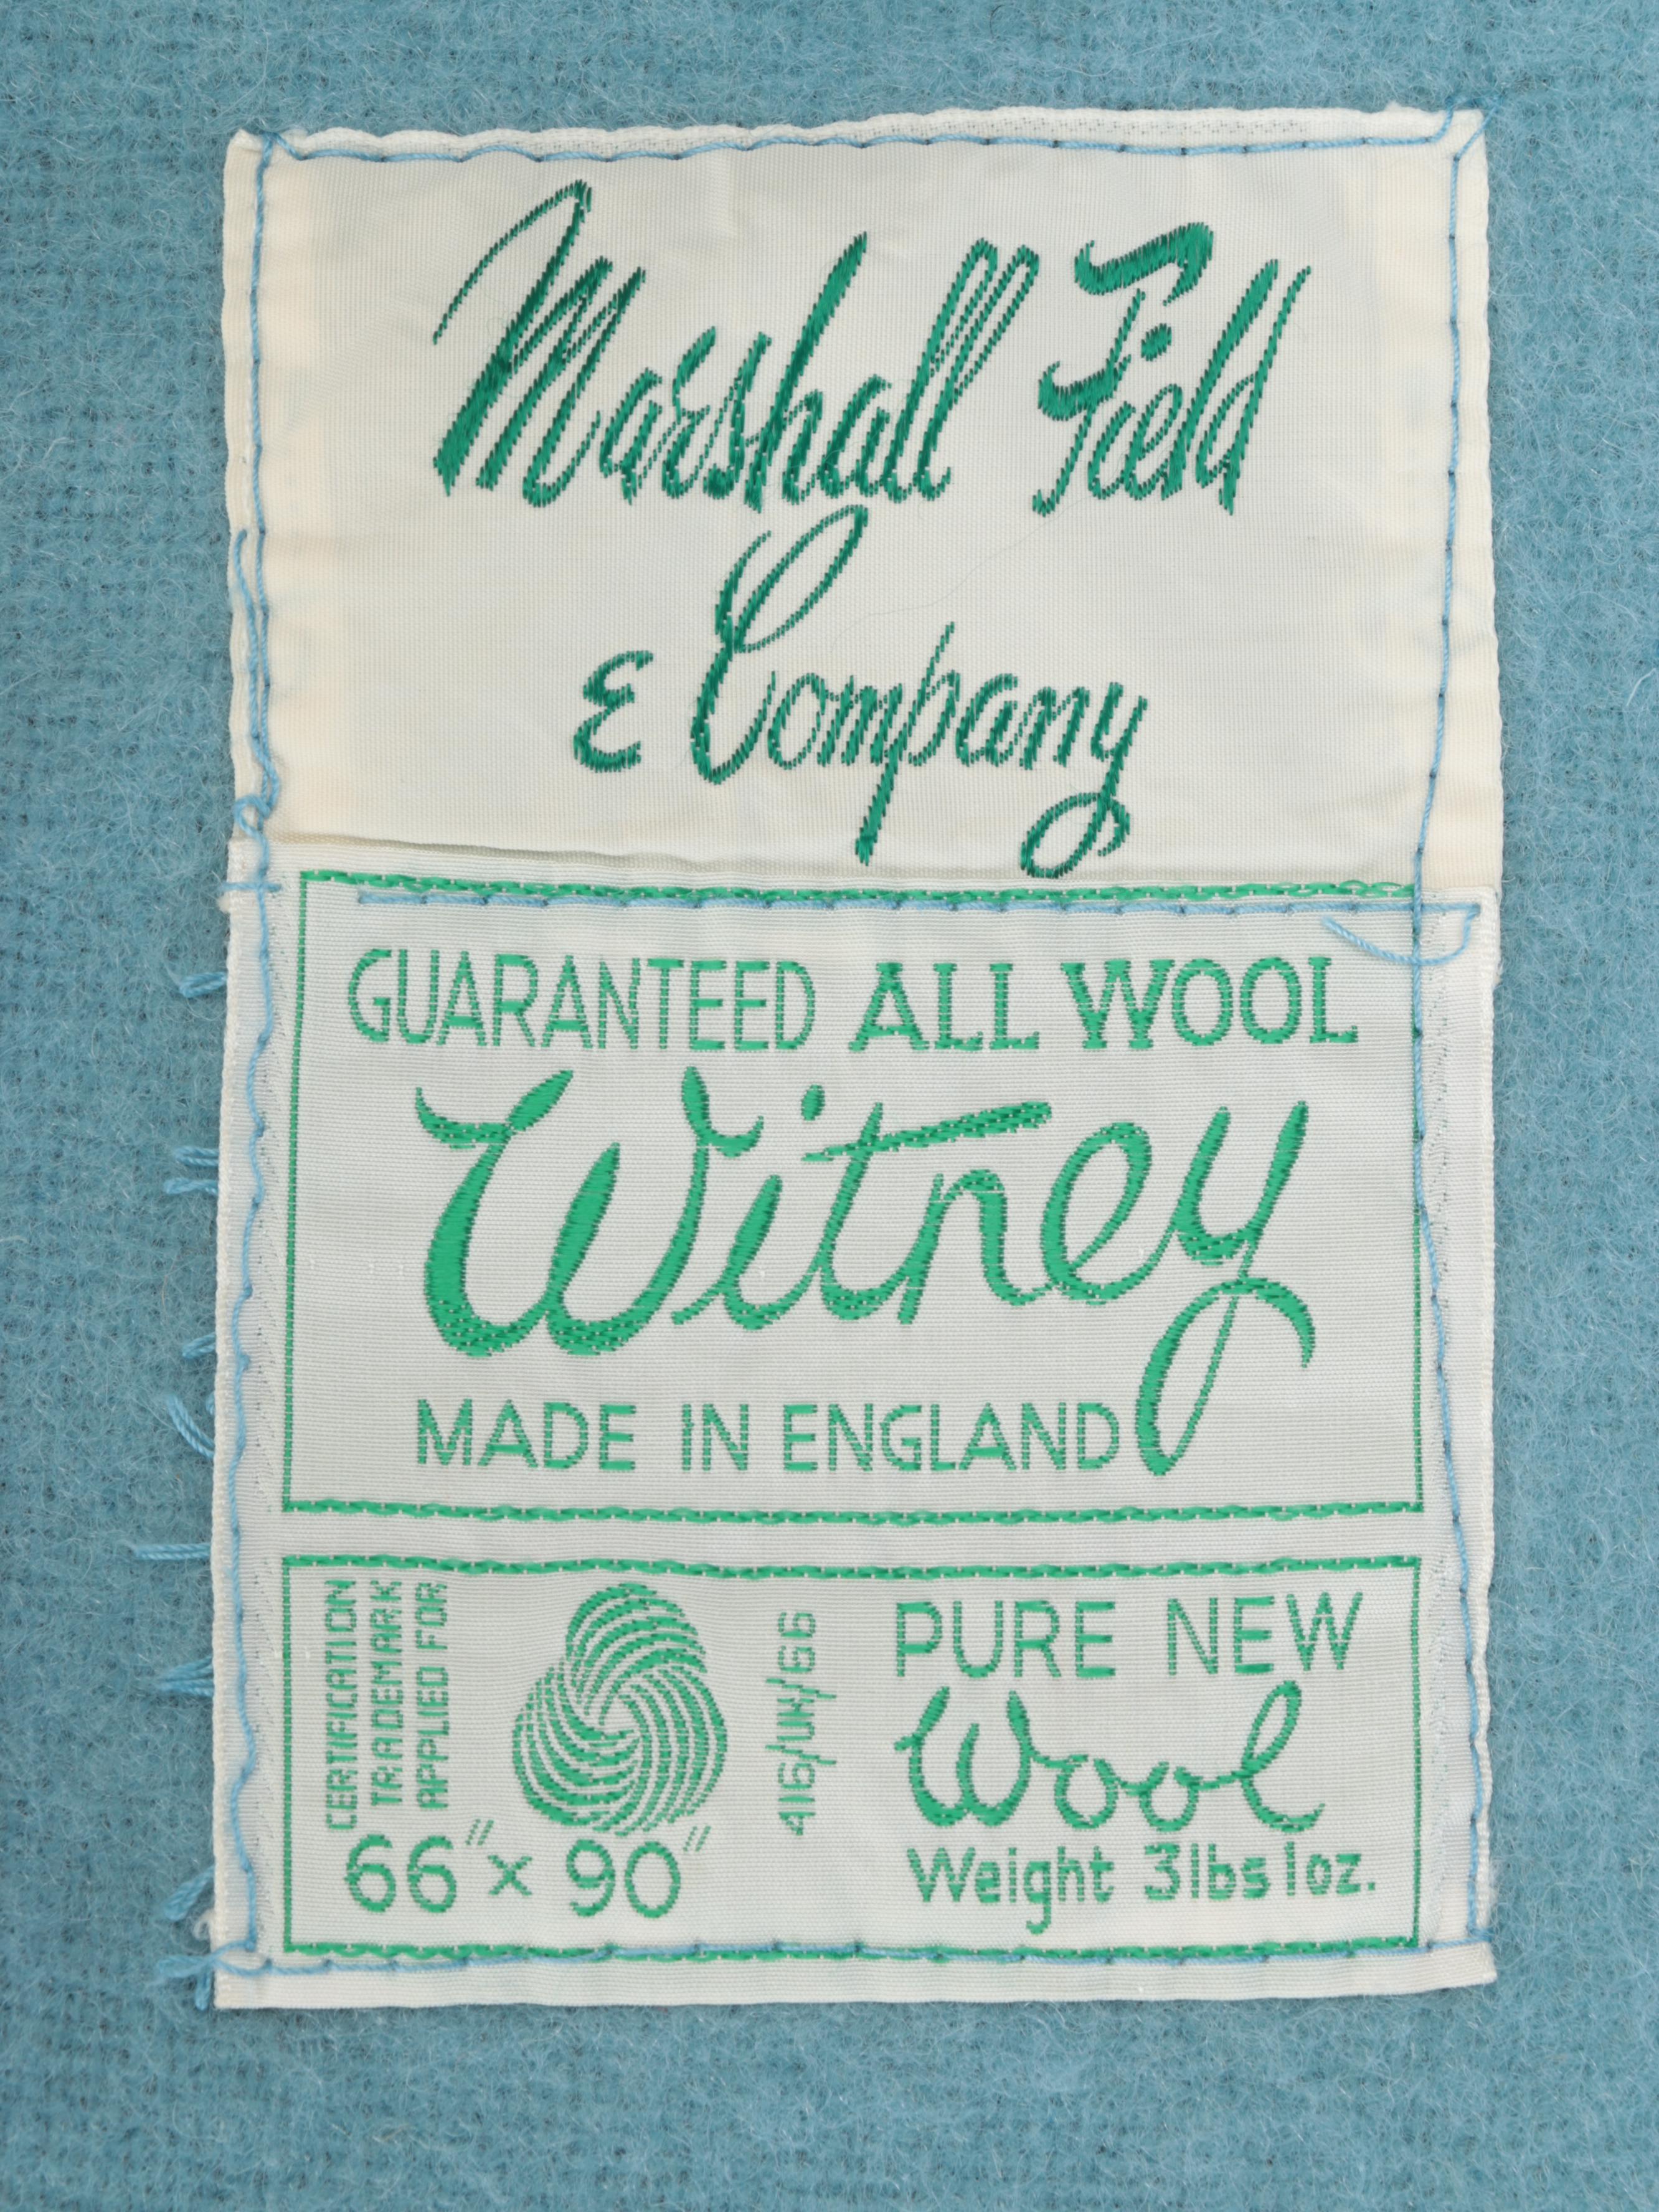 Marshall Field
& Company
GUARANTEED ALL WOOL
Witney
MADE IN ENGLAND
CERTIFICATION
TRADEMARK
APPLIED FOR
416/UK/66
PURE NEW
Wool
66" x 90"
Weight 3lbs 1oz.